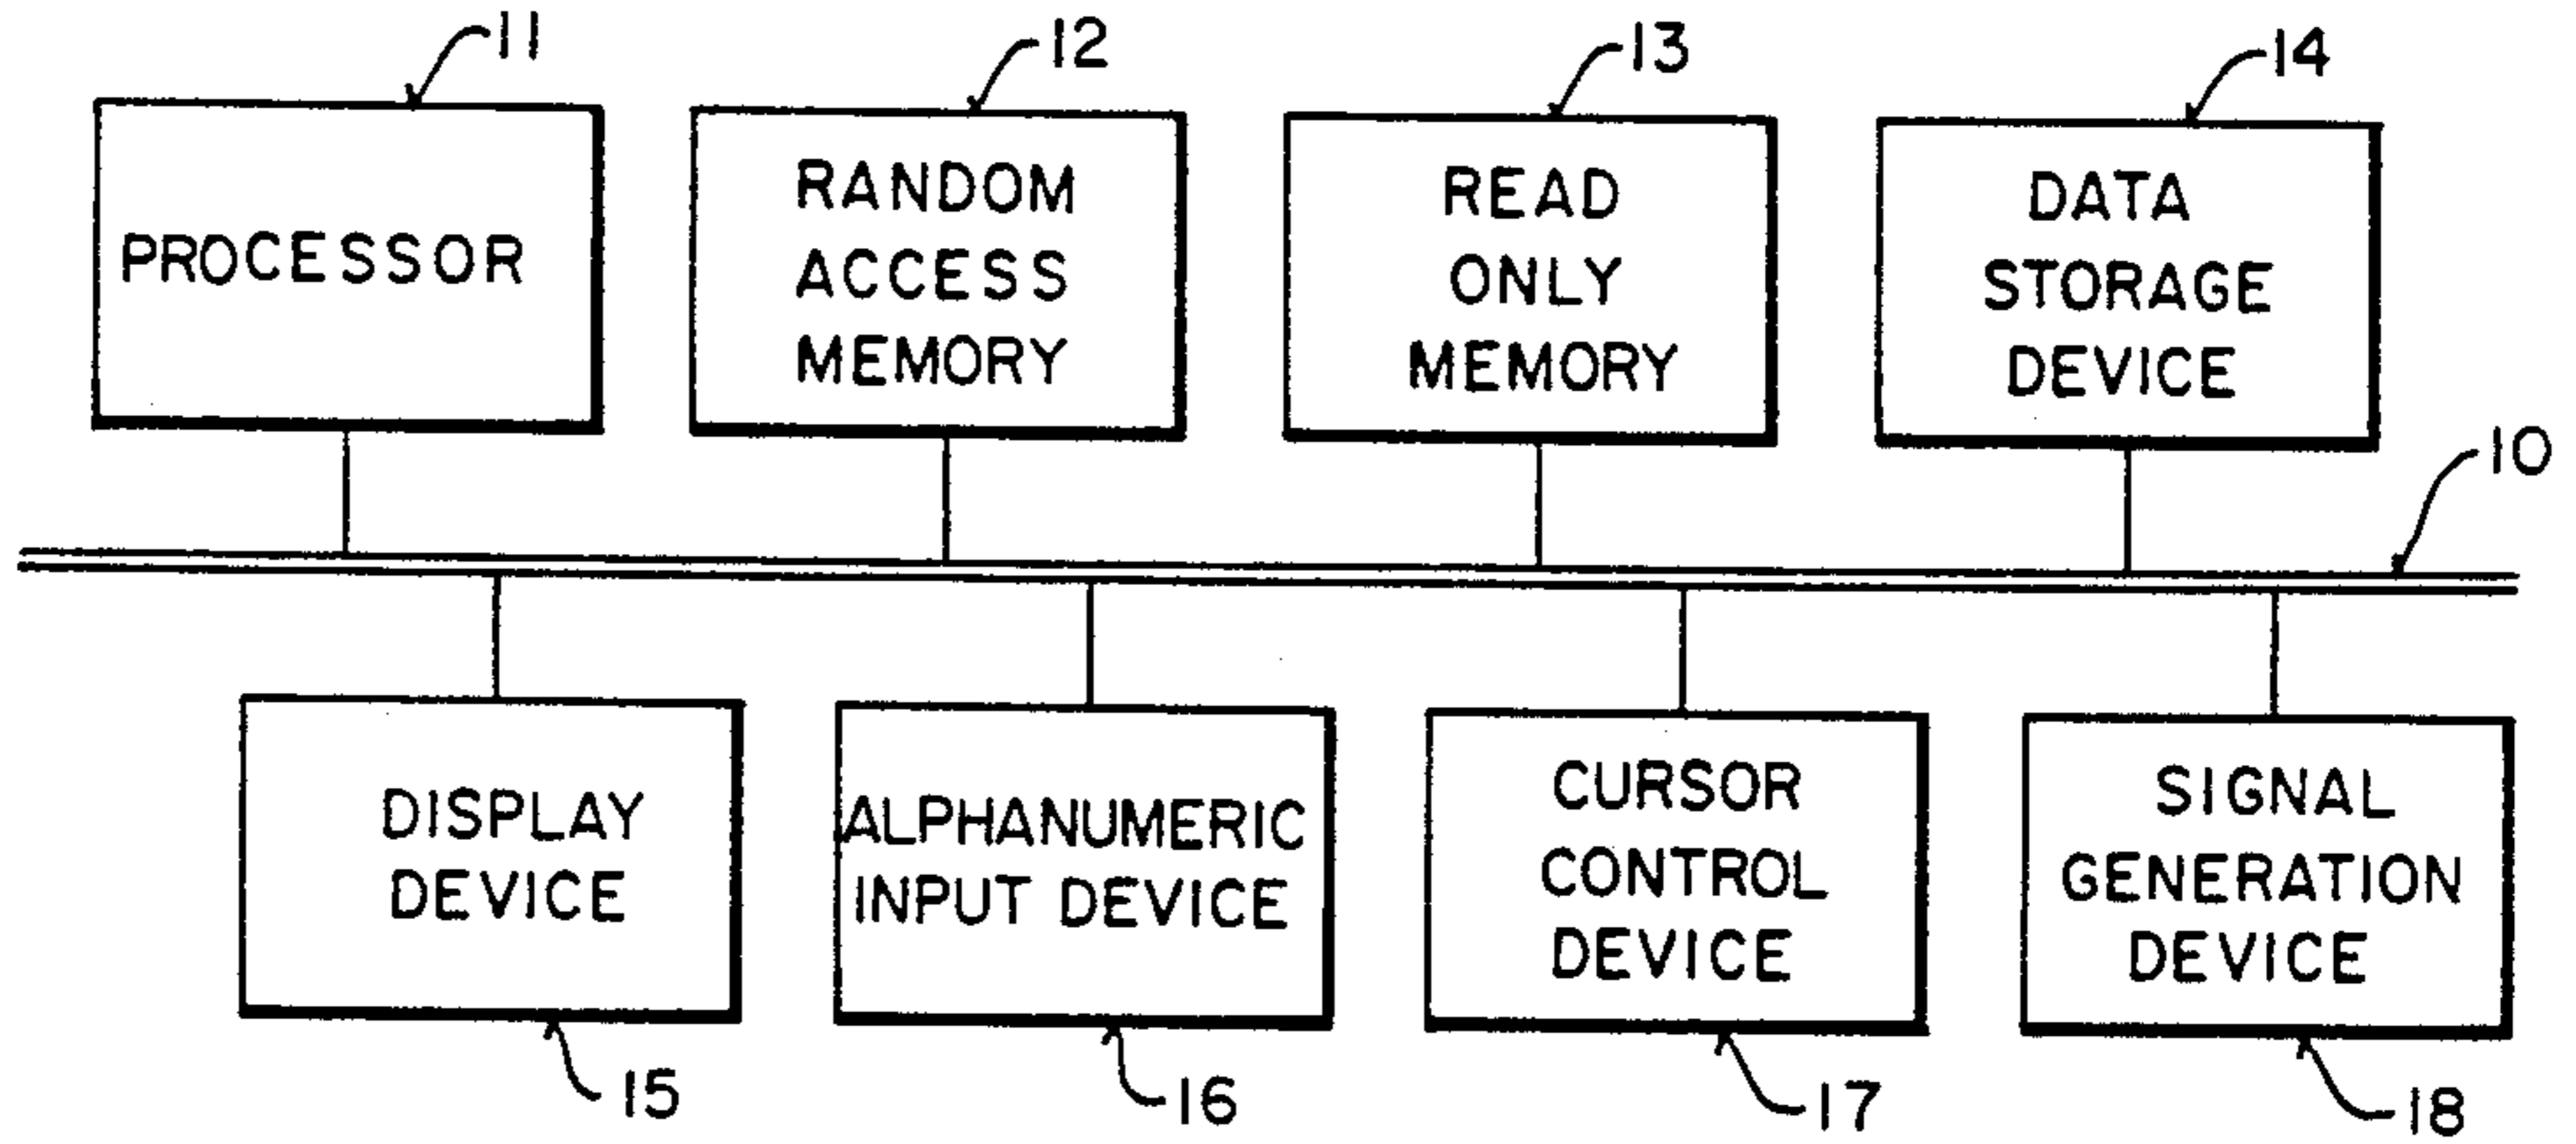 11
12
13
14
PROCESSOR
RANDOM
ACCESS
MEMORY
READ
ONLY
MEMORY
DATA
STORAGE
DEVICE
10
DISPLAY
DEVICE
ALPHANUMERIC
INPUT DEVICE
CURSOR
CONTROL
DEVICE
SIGNAL
GENERATION
DEVICE
15
16
17
18